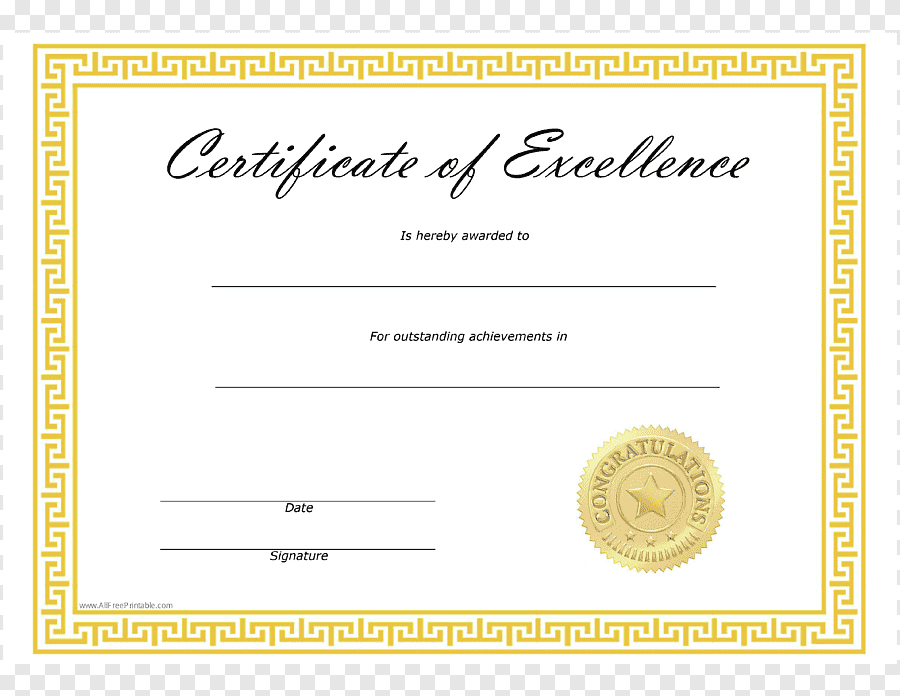 Certificate of Excellence
Is hereby awarded to
For outstanding achievements in
CONGRATULATIONS
Date
Signature
www.AllFreePrintable.com